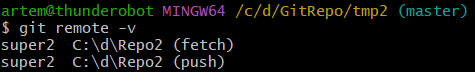 artem@thunderobot MINGW64 /c/d/GitRepo/tmp2 (master)
$ git remote -v
super2  C:\d\Repo2 (fetch)
super2  C:\d\Repo2 (push)